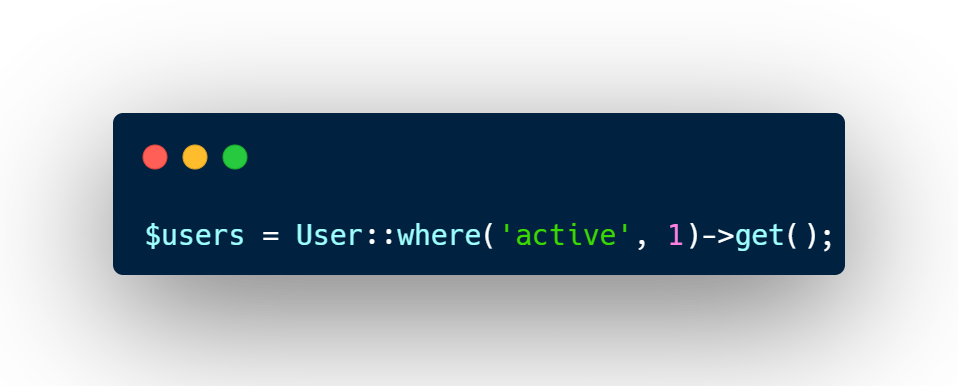 $users = User::where('active', 1)->get();